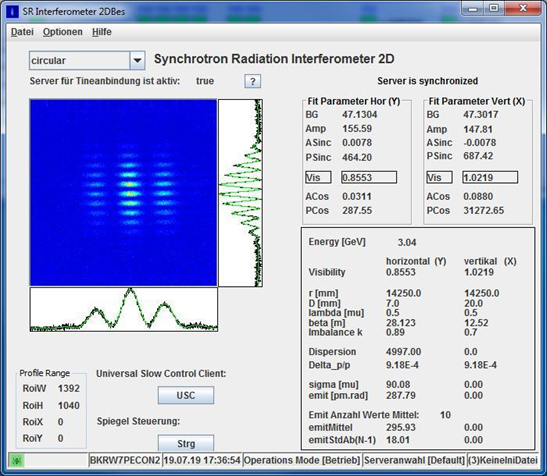 SR Interferometer 2DBes
Datei Optionen Hilfe
circular
Synchrotron Radiation Interferometer 2D
Server für Tineanbindung ist aktiv: true ?
Server is synchronized
Fit Parameter Hor (Y)
BG 47.1304
Amp 155.59
ASinc 0.0078
PSinc 464.20
Vis 0.8553
ACos 0.0311
PCos 287.55
Fit Parameter Vert (X)
BG 47.3017
Amp 147.81
ASinc -0.0078
PSinc 687.42
Vis 1.0219
ACos 0.0880
PCos 31272.65
Energy [GeV] 3.04
horizontal (Y) vertikal (X)
Visibility 0.8553 1.0219
r [mm] 14250.0 14250.0
D [mm] 7.0 20.0
lambda [mu] 0.5 0.5
beta [m] 28.123 12.52
Imbalance k 0.89 0.7
Dispersion 4997.00 0.00
Delta_p/p 9.18E-4 9.18E-4
sigma [mu] 90.08 0.00
emit [pm.rad] 287.79 0.00
Emit Anzahl Werte Mittel: 10
emitMittel 295.93 0.00
emitStdAb(N-1) 18.01 0.00
Profile Range
RoiW 1392
RoiH 1040
RoiX 0
RoiY 0
Universal Slow Control Client:
USC
Spiegel Steuerung:
Strg
BKRW7PECON2 19.07.19 17:36:54 Operations Mode [Betrieb] Serveranwahl [Default] (3)KeineIniDatei